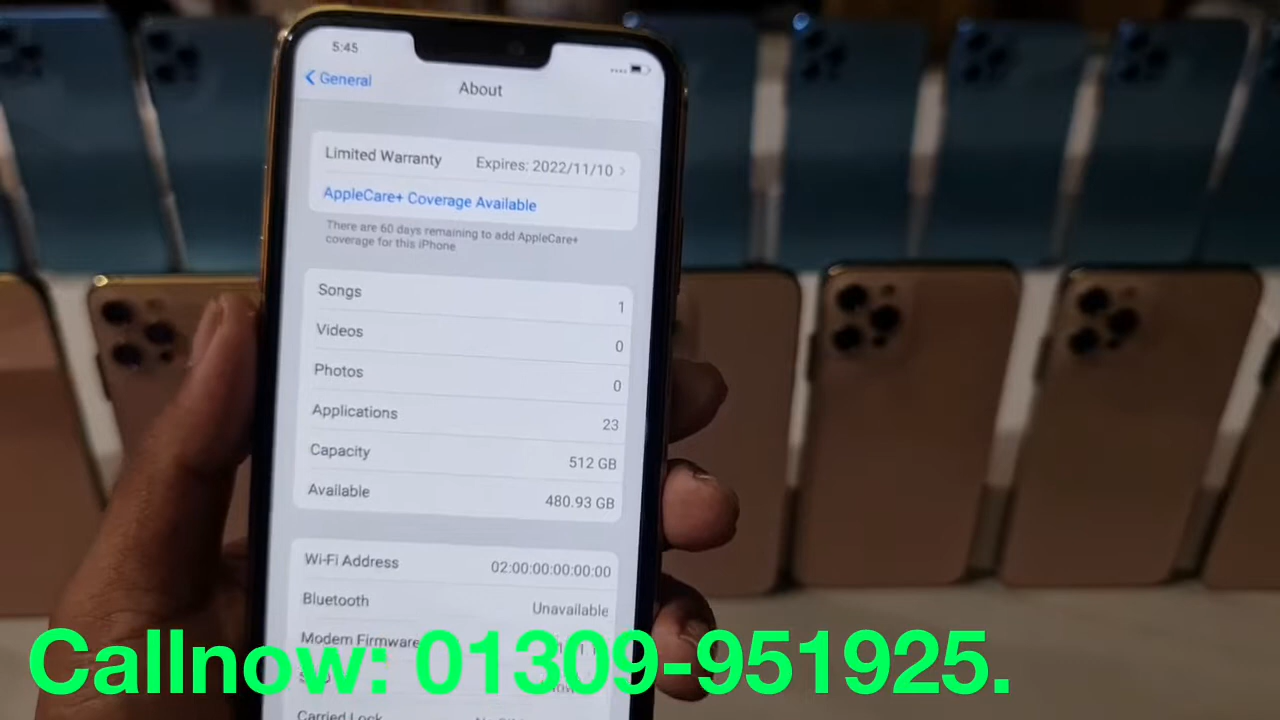 5:45
General
About
Limited Warranty Expires: 2022/11/10
AppleCare+ Coverage Available
There are 60 days remaining to add AppleCare+
coverage for this iPhone
Songs 1
Videos 0
Photos 0
Applications 23
Capacity 512 GB
Available 480.93 GB
Wi-Fi Address 02:00:00:00:00:00
Bluetooth Unavailable
Modem Firmware
Callnow: 01309-951925.
Carried Lock